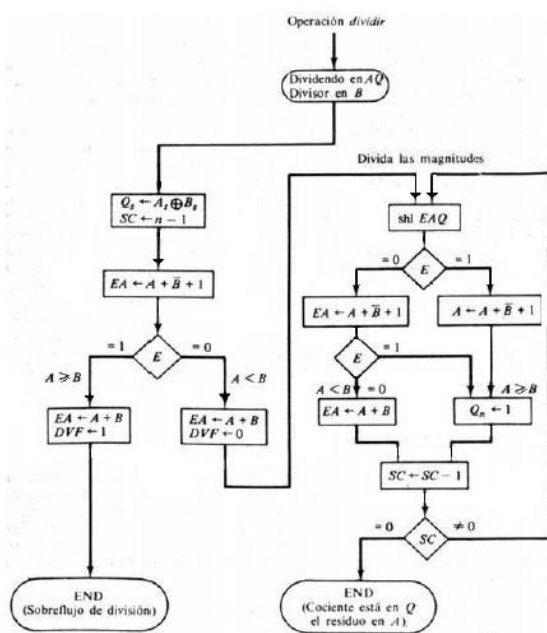 Operación dividir
Dividendo en AQ
Divisor en B
Divida las magnitudes
Qₛ ← Aₛ ⊕ Bₛ
SC ← n − 1
shl EAQ
= 0
E
= 1
EA ← A + B̅ + 1
EA ← A + B̅ + 1
A ← A + B̅ + 1
= 1
E
= 0
E
= 1
A ≥ B
A < B
A < B
= 0
A ≥ B
EA ← A + B
DVF ← 1
EA ← A + B
DVF ← 0
EA ← A + B
Qₙ ← 1
SC ← SC − 1
= 0
SC
≠ 0
END
(Sobreflujo de división)
END
(Cociente está en Q
el residuo en A)